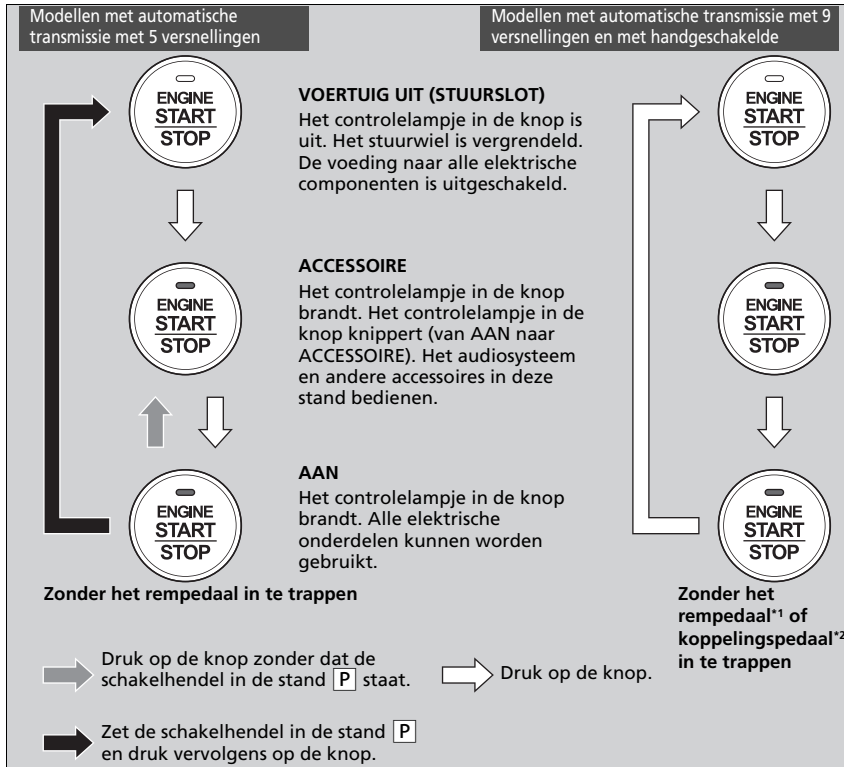 Modellen met automatische
transmissie met 5 versnellingen
Modellen met automatische transmissie met 9
versnellingen en met handgeschakelde
ENGINE
START
STOP
VOERTUIG UIT (STUURSLOT)
Het controlelampje in de knop is
uit. Het stuurwiel is vergrendeld.
De voeding naar alle elektrische
componenten is uitgeschakeld.
ENGINE
START
STOP
ENGINE
START
STOP
ACCESSOIRE
Het controlelampje in de knop
brandt. Het controlelampje in de
knop knippert (van AAN naar
ACCESSOIRE). Het audiosysteem
en andere accessoires in deze
stand bedienen.
ENGINE
START
STOP
ENGINE
START
STOP
AAN
Het controlelampje in de knop
brandt. Alle elektrische
onderdelen kunnen worden
gebruikt.
ENGINE
START
STOP
Zonder het rempedaal in te trappen
Zonder het
rempedaal*1 of
koppelingspedaal*2
in te trappen
Druk op de knop zonder dat de
schakelhendel in de stand P staat.
Druk op de knop.
Zet de schakelhendel in de stand P
en druk vervolgens op de knop.